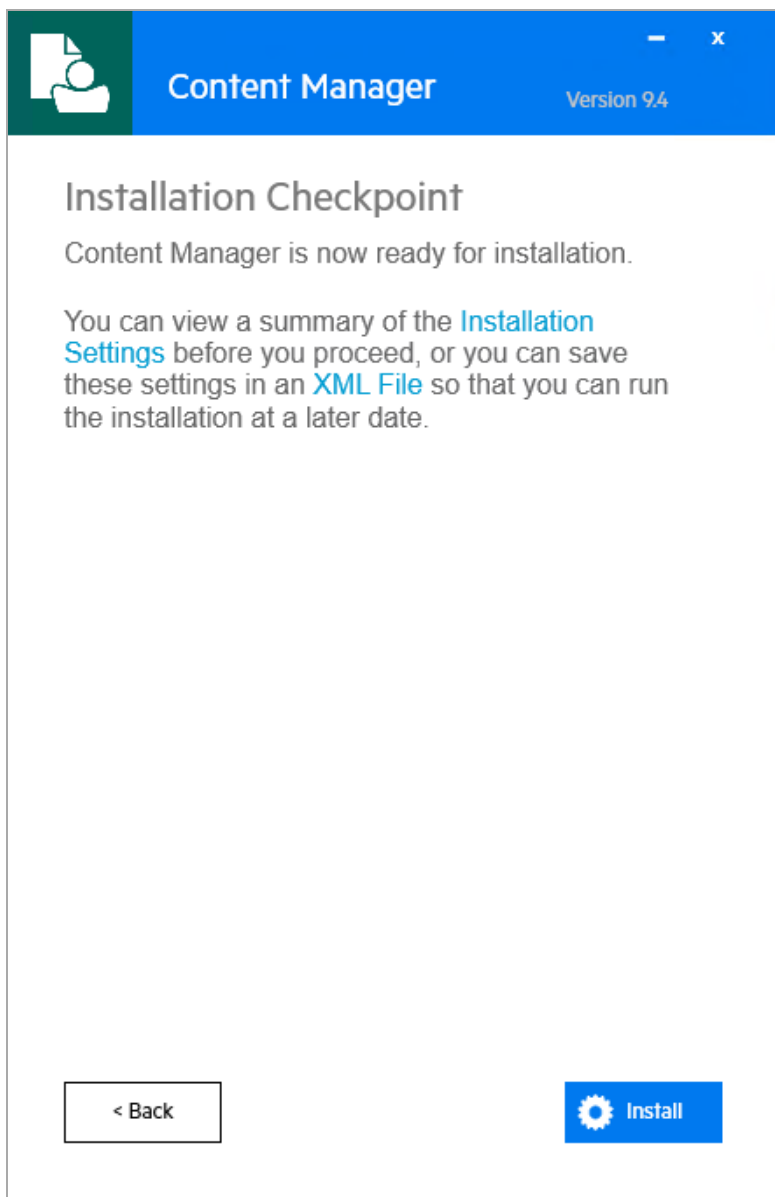 – x
Content Manager
Version 9.4
Installation Checkpoint
Content Manager is now ready for installation.
You can view a summary of the Installation
Settings before you proceed, or you can save
these settings in an XML File so that you can run
the installation at a later date.
< Back
Install